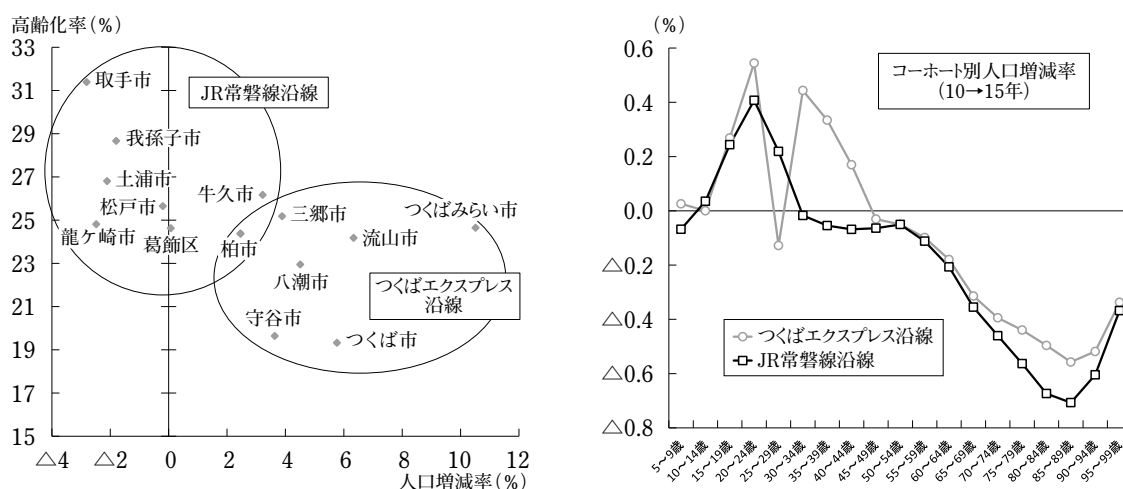 高齢化率(%)
33
31
29
27
25
23
21
19
17
15
△4
△2
0
2
4
6
8
10
12
人口増減率(%)
取手市
JR常磐線沿線
我孫子市
土浦市
牛久市
松戸市
三郷市
つくばみらい市
龍ケ崎市
葛飾区
柏市
流山市
八潮市
つくばエクスプレス
沿線
守谷市
つくば市
(%)
0.6
0.4
0.2
0.0
△0.2
△0.4
△0.6
△0.8
コーホート別人口増減率
(10→15年)
つくばエクスプレス沿線
JR常磐線沿線
5～9歳
10～14歳
15～19歳
20～24歳
25～29歳
30～34歳
35～39歳
40～44歳
45～49歳
50～54歳
55～59歳
60～64歳
65～69歳
70～74歳
75～79歳
80～84歳
85～89歳
90～94歳
95～99歳